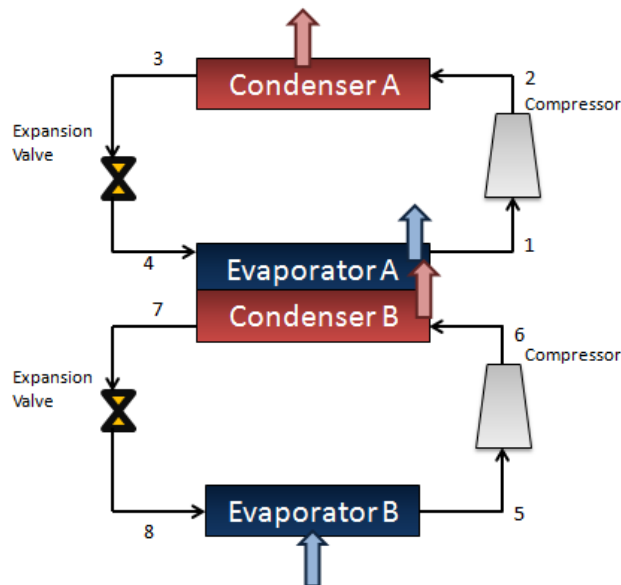 3
Condenser A
2
Compressor
Expansion
Valve
4
Evaporator A
1
7
Condenser B
6
Compressor
Expansion
Valve
8
Evaporator B
5